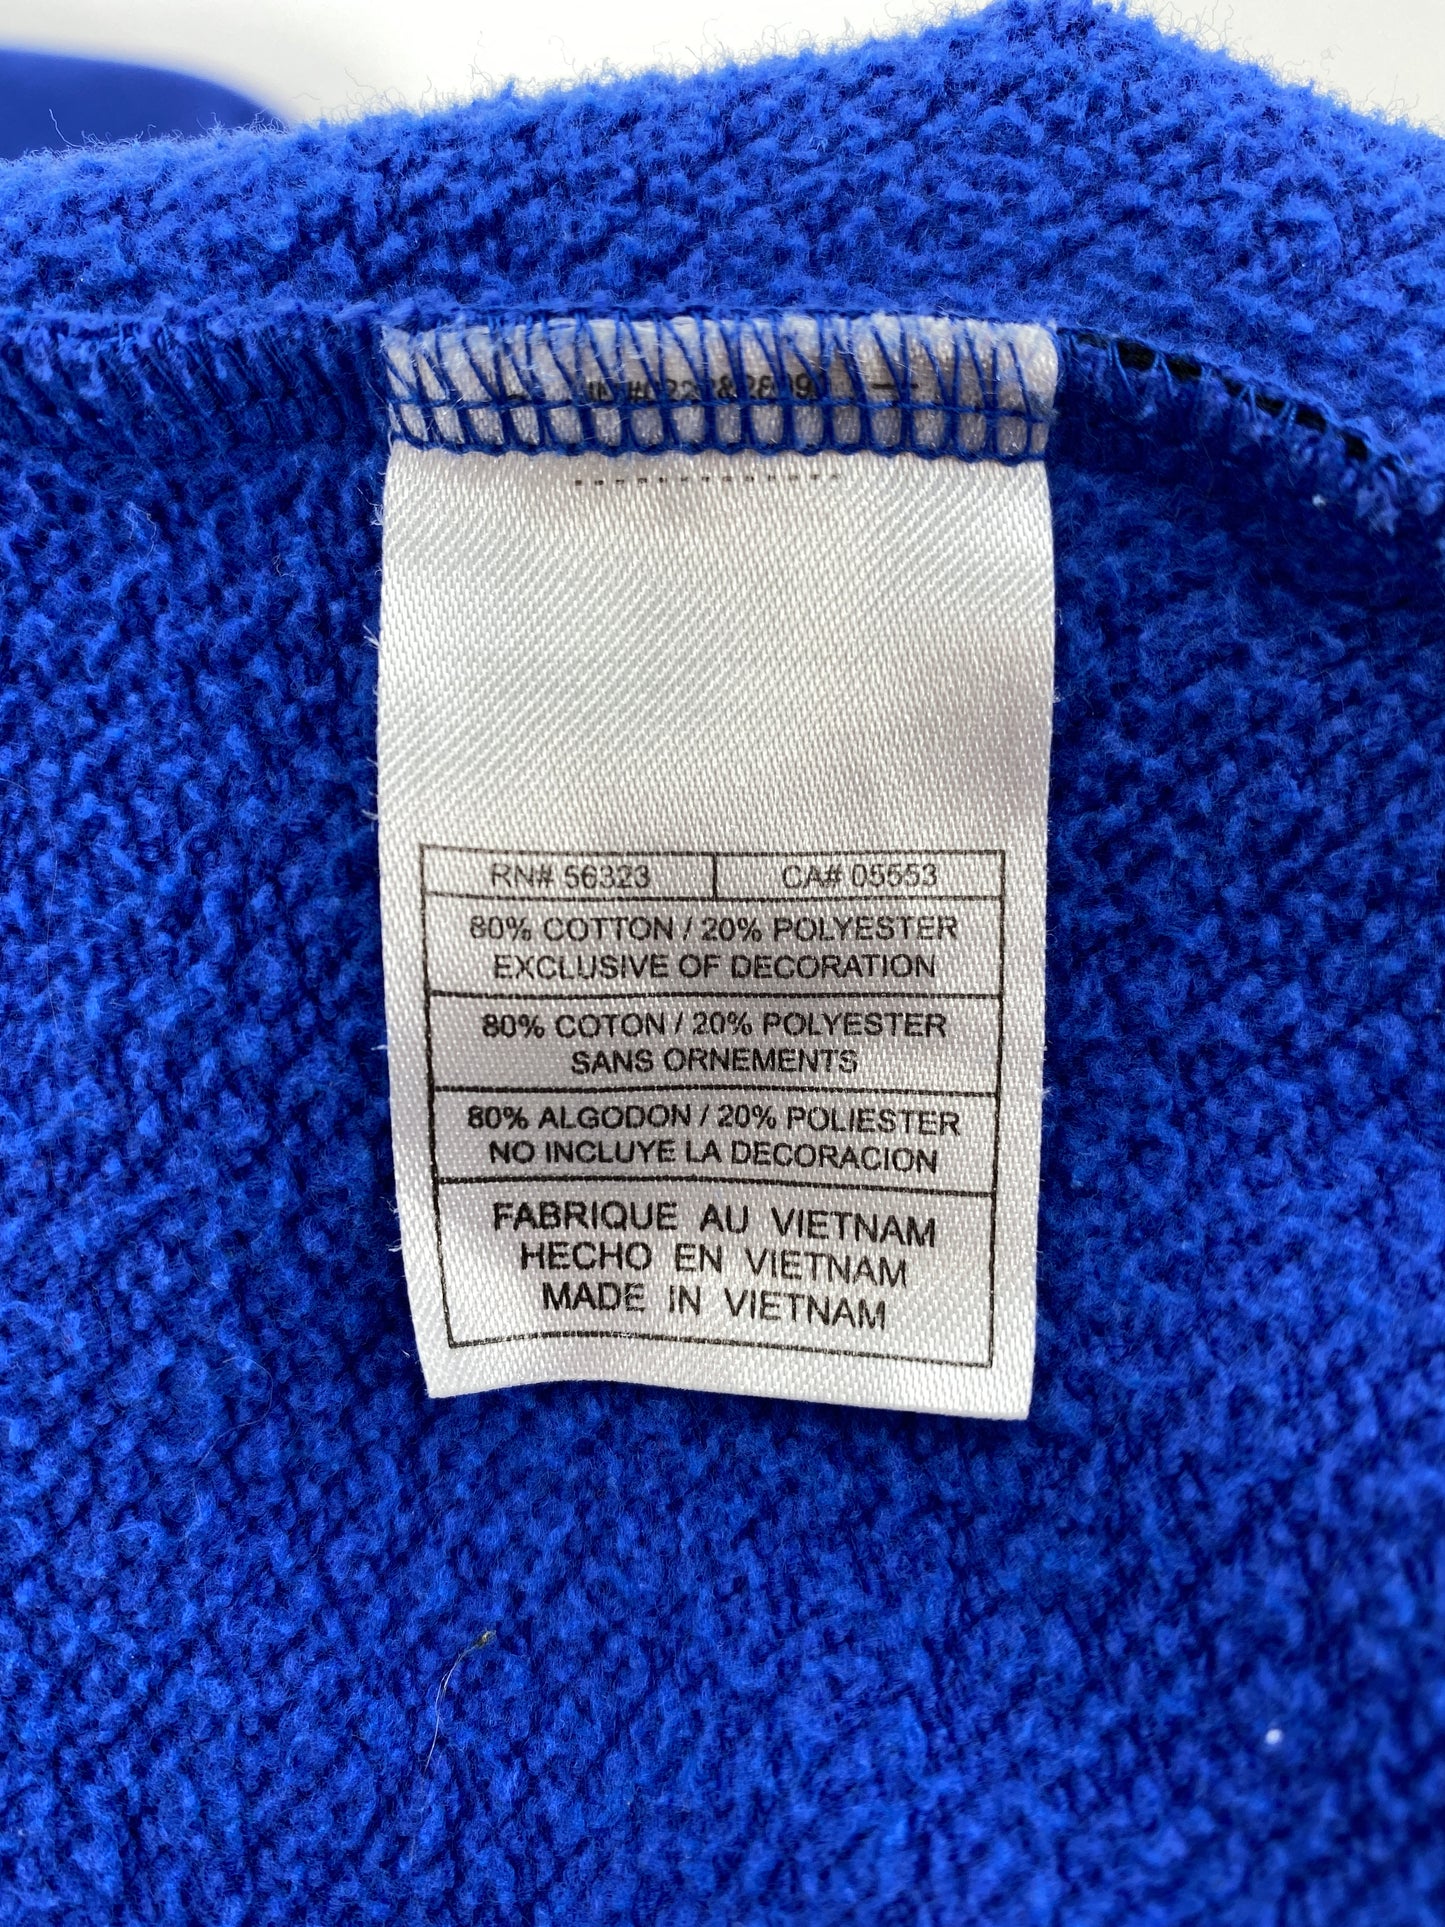 RN# 56323 CA# 05553
80% COTTON / 20% POLYESTER
EXCLUSIVE OF DECORATION
80% COTON / 20% POLYESTER
SANS ORNEMENTS
80% ALGODON / 20% POLIESTER
NO INCLUYE LA DECORACION
FABRIQUE AU VIETNAM
HECHO EN VIETNAM
MADE IN VIETNAM